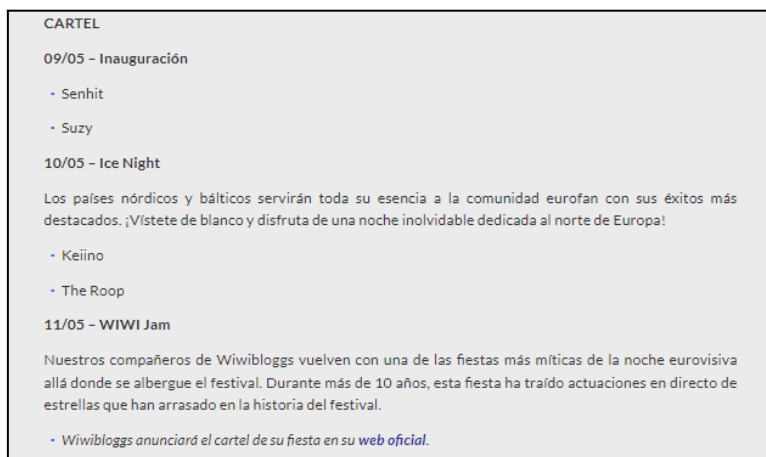 CARTEL
09/05 – Inauguración
- Senhit
- Suzy
10/05 – Ice Night
Los países nórdicos y bálticos servirán toda su esencia a la comunidad eurofan con sus éxitos más
destacados. ¡Vístete de blanco y disfruta de una noche inolvidable dedicada al norte de Europa!
- Keiino
- The Roop
11/05 – WIWI Jam
Nuestros compañeros de Wiwibloggs vuelven con una de las fiestas más míticas de la noche eurovisiva
allá donde se albergue el festival. Durante más de 10 años, esta fiesta ha traído actuaciones en directo de
estrellas que han arrasado en la historia del festival.
- Wiwibloggs anunciará el cartel de su fiesta en su web oficial.